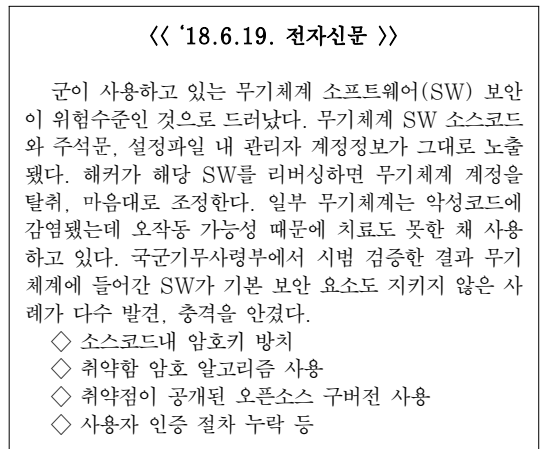 << ‘18.6.19. 전자신문 >>
군이 사용하고 있는 무기체계 소프트웨어(SW) 보안
이 위험수준인 것으로 드러났다. 무기체계 SW 소스코드
와 주석문, 설정파일 내 관리자 계정정보가 그대로 노출
됐다. 해커가 해당 SW를 리버싱하면 무기체계 계정을
탈취, 마음대로 조정한다. 일부 무기체계는 악성코드에
감염됐는데 오작동 가능성 때문에 치료도 못한 채 사용
하고 있다. 국군기무사령부에서 시범 검증한 결과 무기
체계에 들어간 SW가 기본 보안 요소도 지키지 않은 사
례가 다수 발견, 충격을 안겼다.
◇ 소스코드내 암호키 방치
◇ 취약함 암호 알고리즘 사용
◇ 취약점이 공개된 오픈소스 구버전 사용
◇ 사용자 인증 절차 누락 등